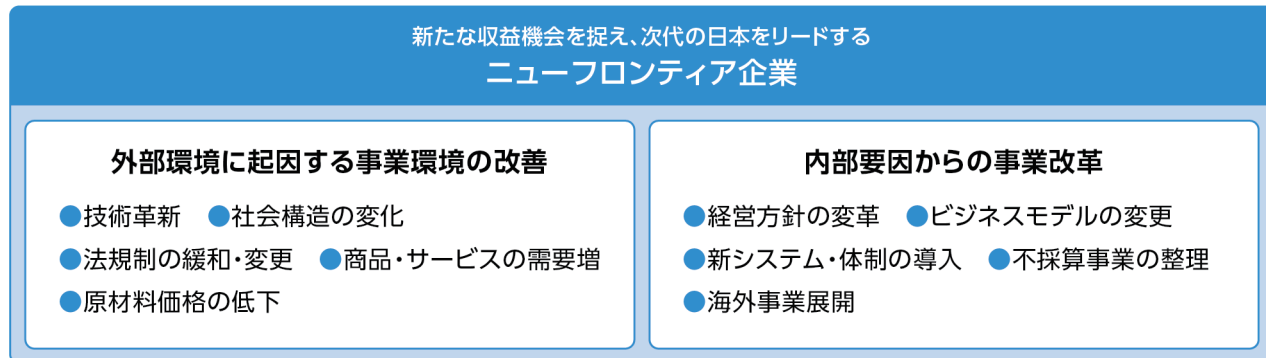 新たな収益機会を捉え、次代の日本をリードする
ニューフロンティア企業
外部環境に起因する事業環境の改善
●技術革新 ●社会構造の変化
●法規制の緩和・変更 ●商品・サービスの需要増
●原材料価格の低下
内部要因からの事業改革
●経営方針の変革 ●ビジネスモデルの変更
●新システム・体制の導入 ●不採算事業の整理
●海外事業展開